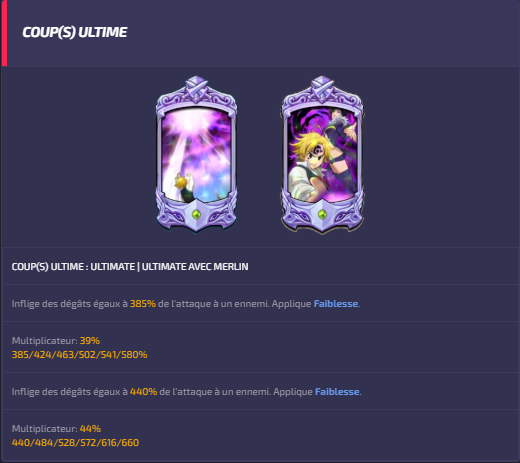 COUP(S) ULTIME
COUP(S) ULTIME : ULTIMATE | ULTIMATE AVEC MERLIN
Inflige des dégâts égaux à 385% de l'attaque à un ennemi. Applique Faiblesse.
Multiplicateur: 39%
385/424/463/502/541/580%
Inflige des dégâts égaux à 440% de l'attaque à un ennemi. Applique Faiblesse.
Multiplicateur: 44%
440/484/528/572/616/660